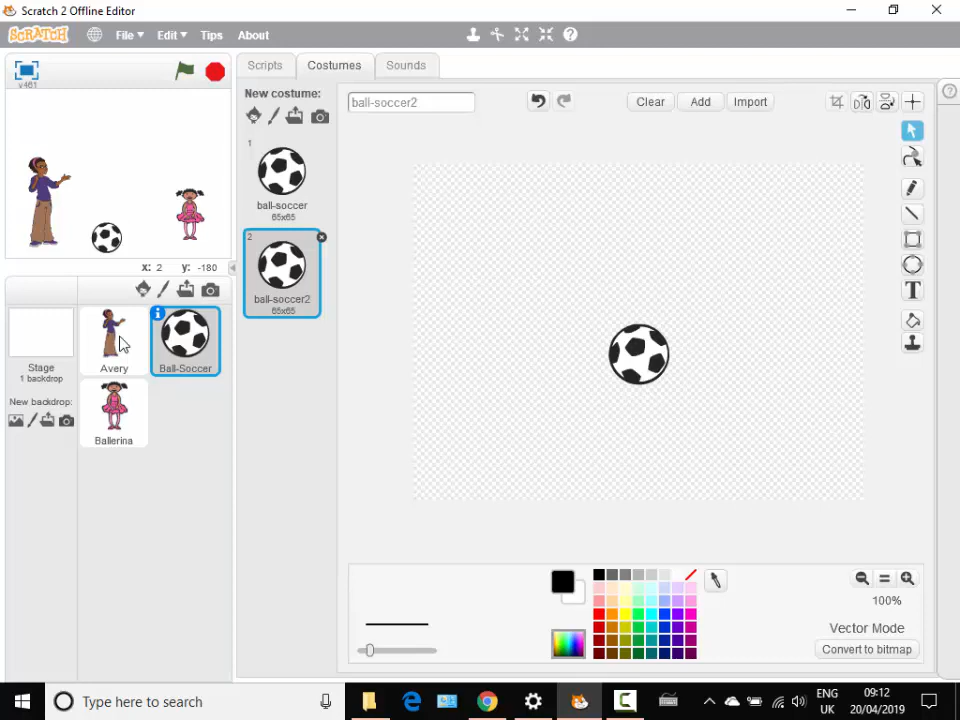 Scratch 2 Offline Editor
SCRATCH File Edit Tips About
v461
Scripts Costumes Sounds
New costume:
ball-soccer2
Clear Add Import
1
ball-soccer
65x65
2
ball-soccer2
65x65
x: 2 y: -180
Stage
1 backdrop
New backdrop:
Avery
Ball-Soccer
Ballerina
T
100%
Vector Mode
Convert to bitmap
Type here to search
ENG
UK
09:12
20/04/2019